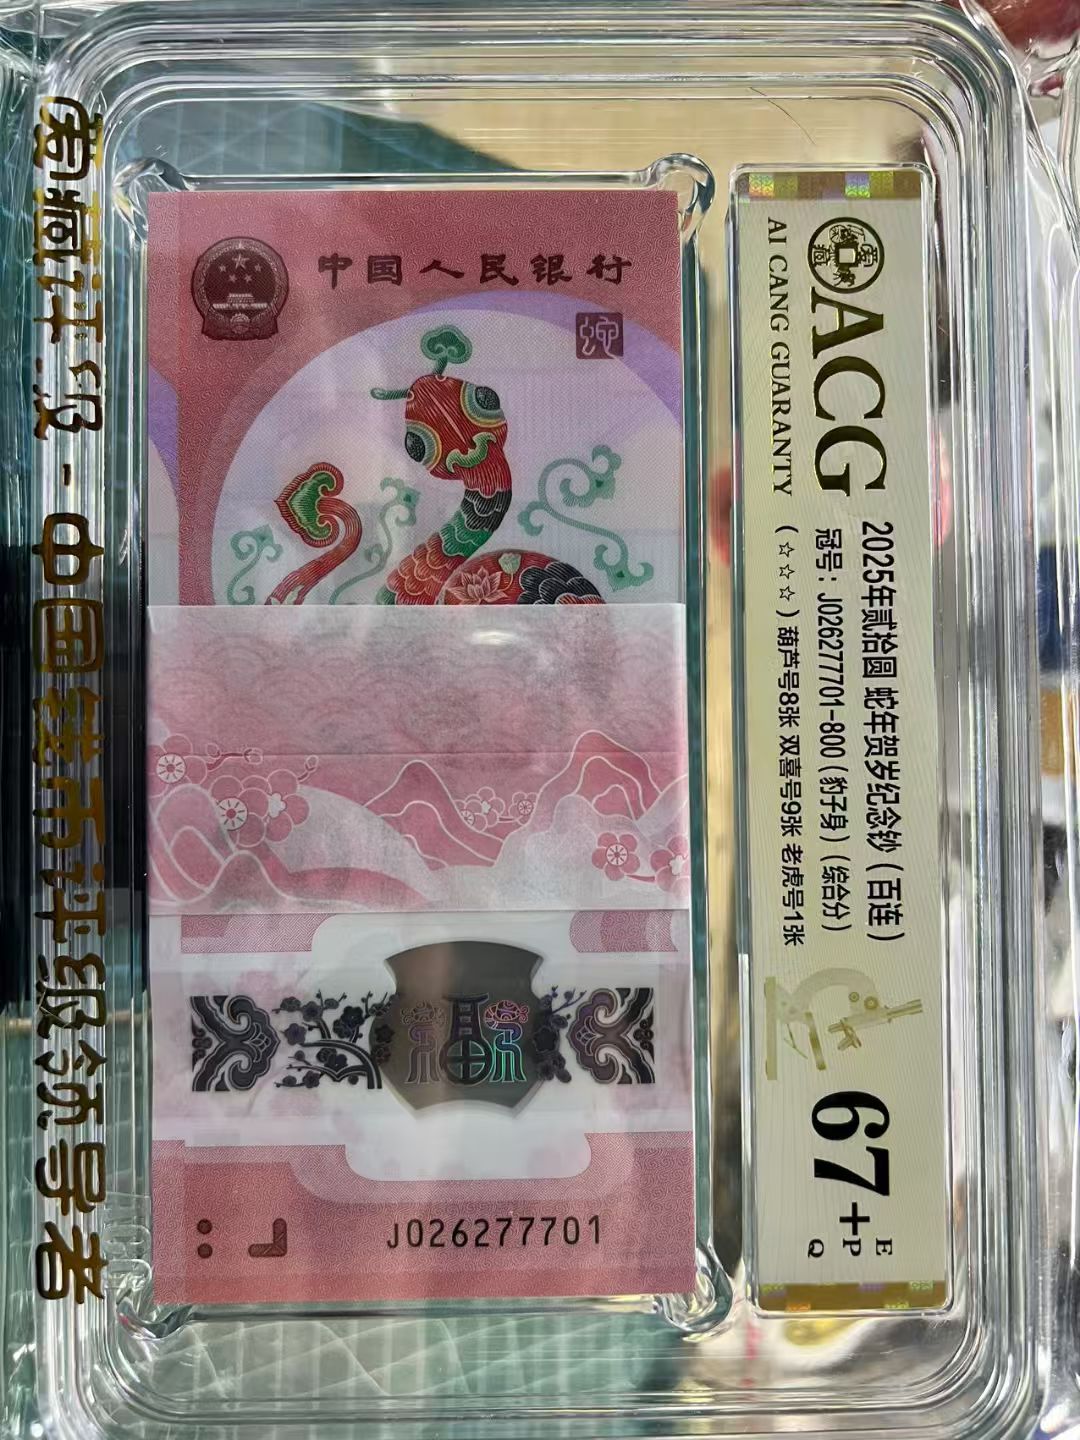 爱藏评级 - 中国钱币评级领导者
中国人民银行
J026277701
爱藏
ACG
AI CANG GUARANTY
2025年贰拾圆 蛇年贺岁纪念钞（百连）
冠号：J026277701-800（豹子身）（综合分）
（☆☆☆）葫芦号8张 双喜号9张 老虎号1张
67+
E
P
Q